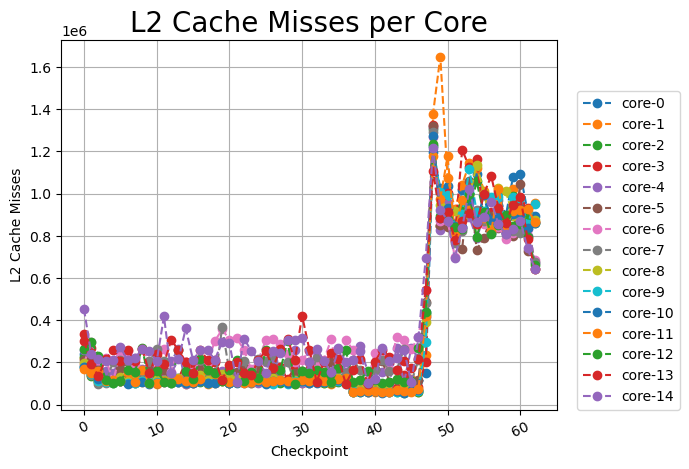 L2 Cache Misses per Core
1e6
1.6
1.4
1.2
1.0
0.8
0.6
0.4
0.2
0.0
L2 Cache Misses
0
10
20
30
40
50
60
Checkpoint
core-0
core-1
core-2
core-3
core-4
core-5
core-6
core-7
core-8
core-9
core-10
core-11
core-12
core-13
core-14